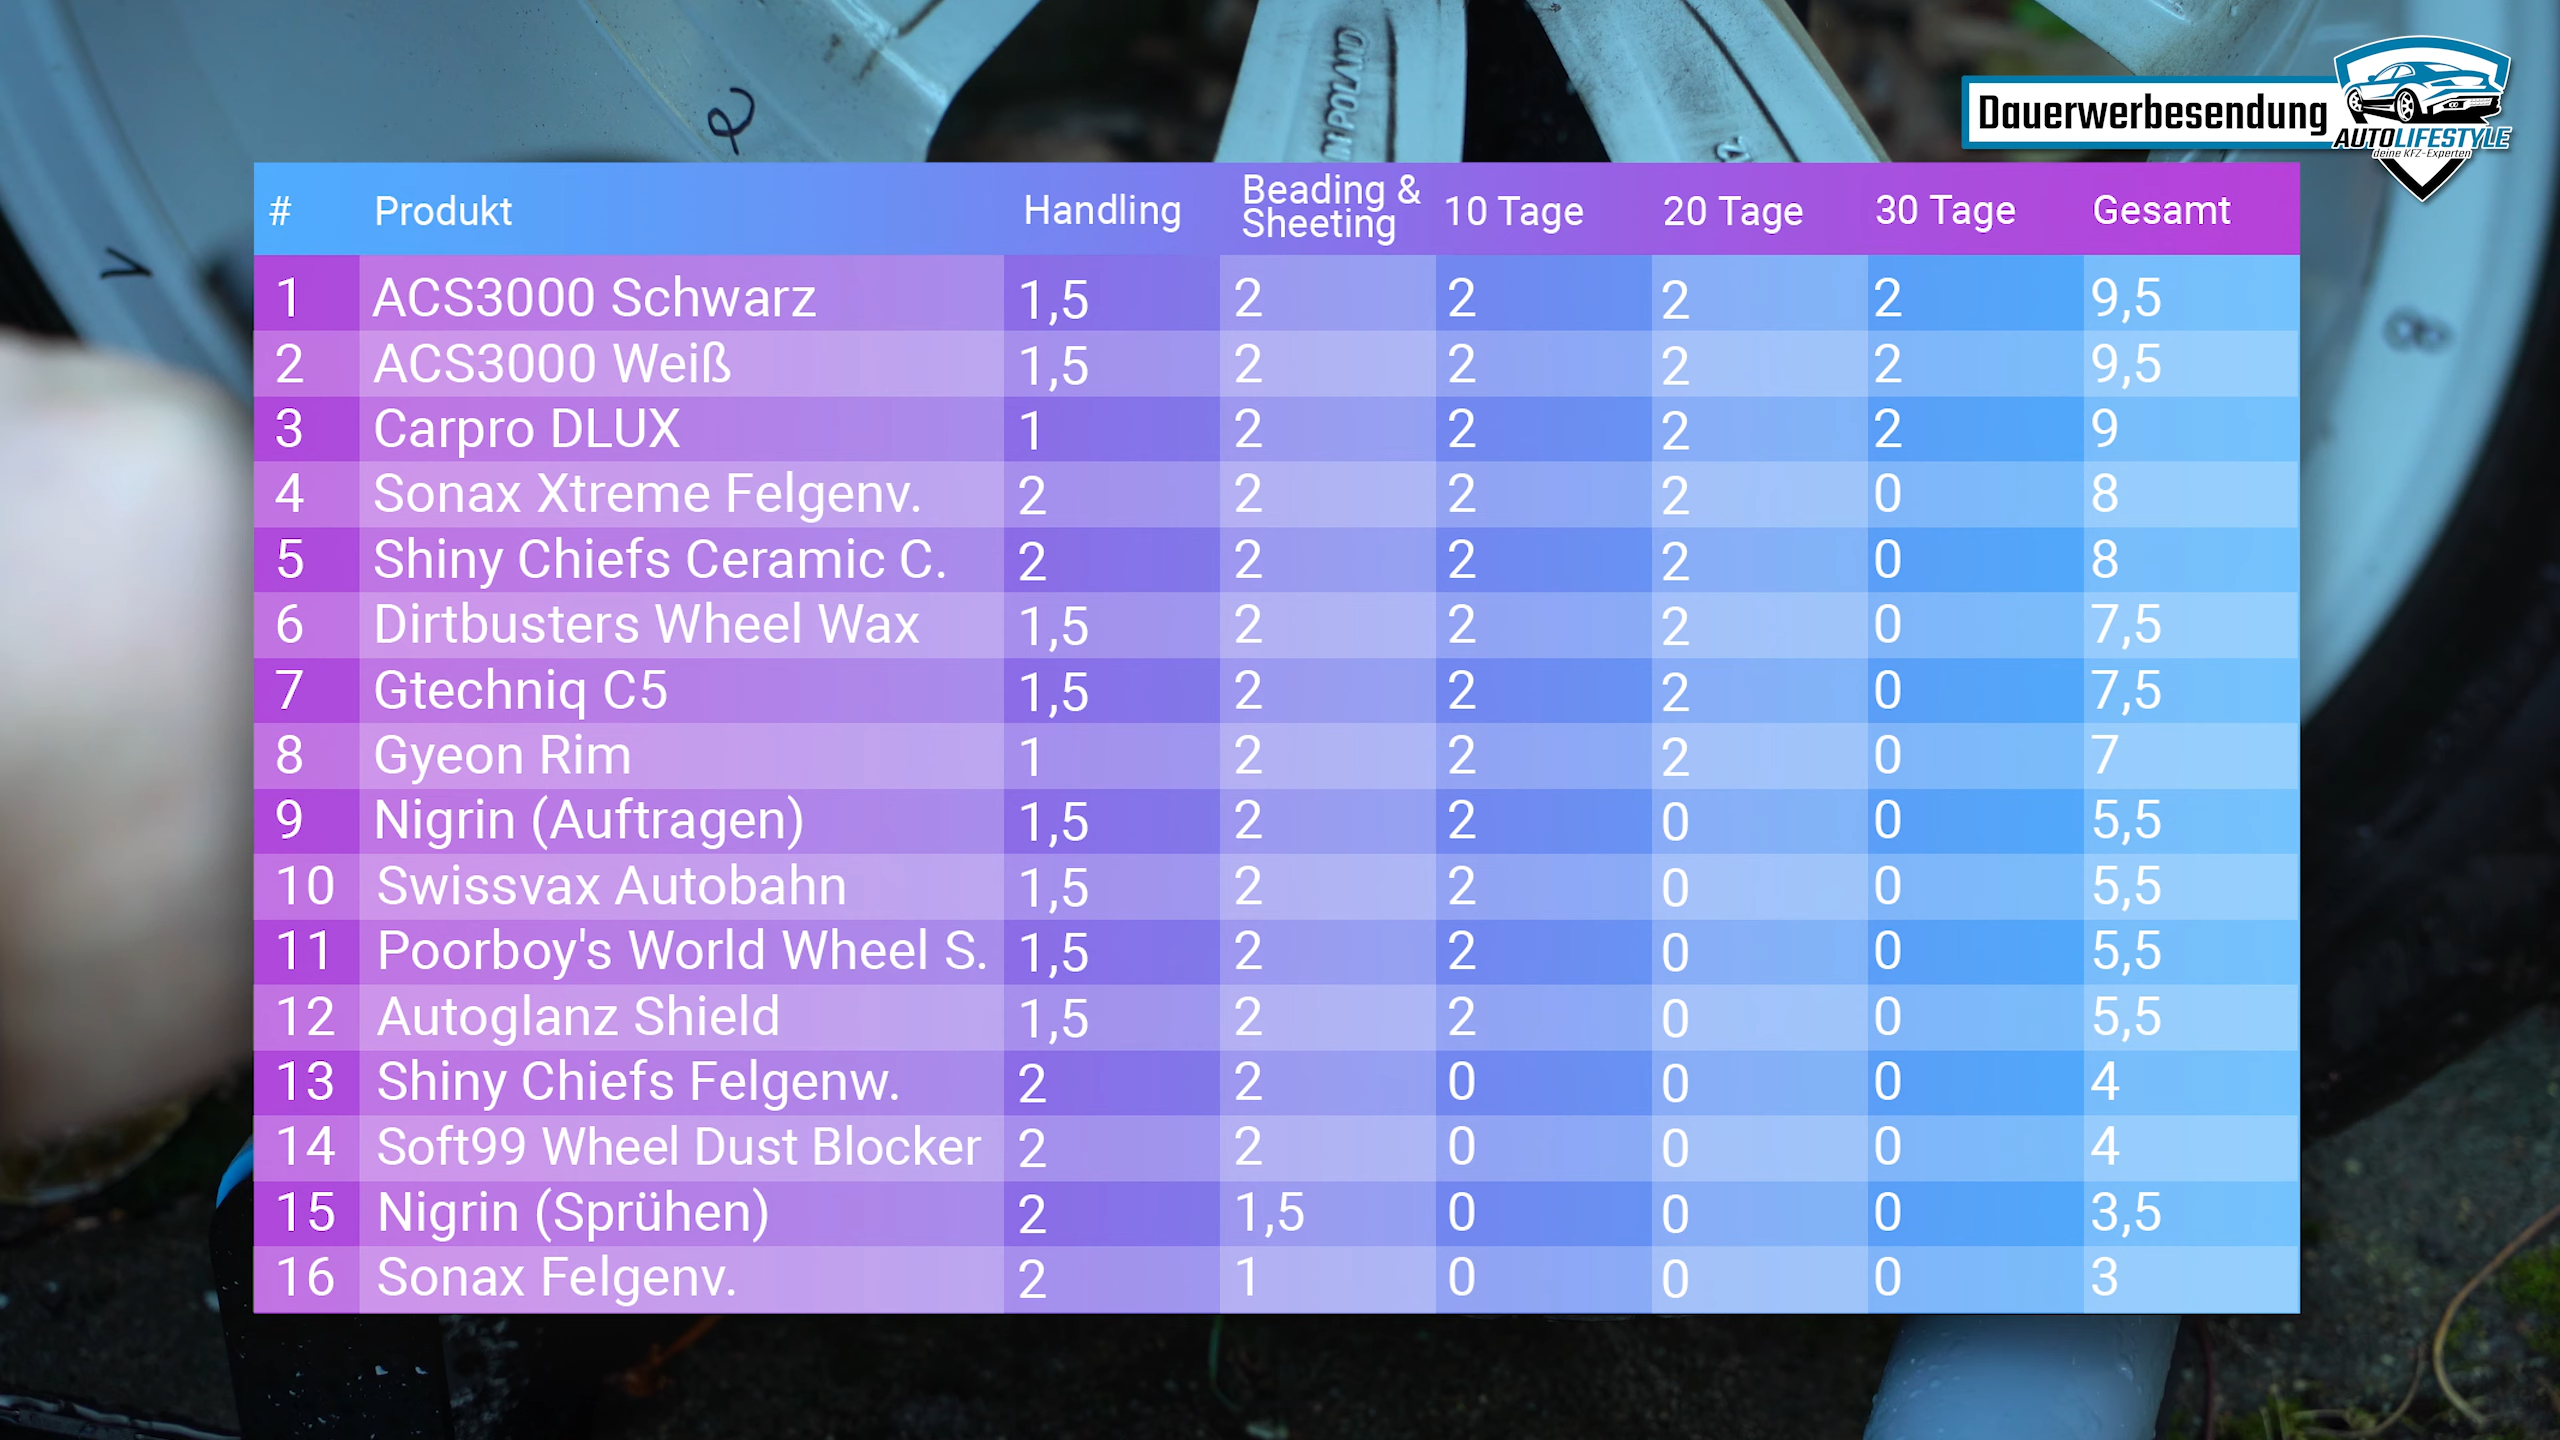 IN POLAND
Dauerwerbesendung
AUTOLIFESTYLE
deine KFZ-Experten
# Produkt Handling Beading & Sheeting 10 Tage 20 Tage 30 Tage Gesamt
1 ACS3000 Schwarz 1,5 2 2 2 2 9,5
2 ACS3000 Weiß 1,5 2 2 2 2 9,5
3 Carpro DLUX 1 2 2 2 2 9
4 Sonax Xtreme Felgenv. 2 2 2 2 0 8
5 Shiny Chiefs Ceramic C. 2 2 2 2 0 8
6 Dirtbusters Wheel Wax 1,5 2 2 2 0 7,5
7 Gtechniq C5 1,5 2 2 2 0 7,5
8 Gyeon Rim 1 2 2 2 0 7
9 Nigrin (Auftragen) 1,5 2 2 0 0 5,5
10 Swissvax Autobahn 1,5 2 2 0 0 5,5
11 Poorboy's World Wheel S. 1,5 2 2 0 0 5,5
12 Autoglanz Shield 1,5 2 2 0 0 5,5
13 Shiny Chiefs Felgenw. 2 2 0 0 0 4
14 Soft99 Wheel Dust Blocker 2 2 0 0 0 4
15 Nigrin (Sprühen) 2 1,5 0 0 0 3,5
16 Sonax Felgenv. 2 1 0 0 0 3